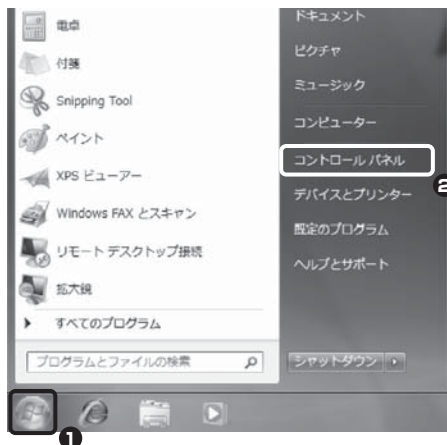 電卓
付箋
Snipping Tool
ペイント
XPS ビューアー
Windows FAX とスキャン
リモート デスクトップ接続
拡大鏡
すべてのプログラム
プログラムとファイルの検索
ドキュメント
ピクチャ
ミュージック
コンピューター
コントロール パネル
❷
デバイスとプリンター
既定のプログラム
ヘルプとサポート
シャットダウン
❶